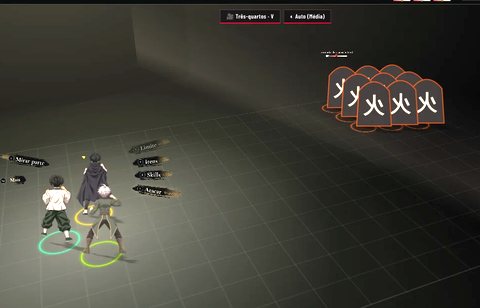 Três-quartos · V
Auto (Média)
火 火 火 火 火
Mirar parte
Limite
Itens
Skills
Atacar